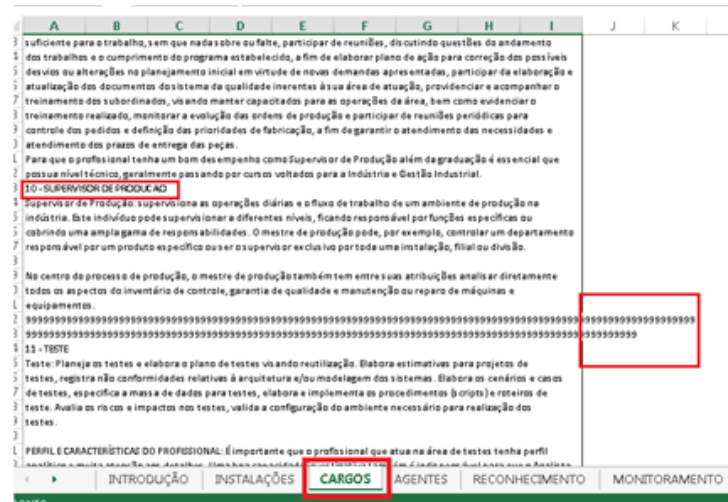 A B C D E F G H I J K
suficiente para o trabalho, sem que nada sobre ou falte, participar de reuniões, discutindo questões do andamento
dos trabalhos e o cumprimento do programa estabelecido, a fim de elaborar plano de ação para correção dos possíveis
desvios ou alterações no planejamento inicial em virtude de novas demandas apresentadas, participar da elaboração e
atualização dos documentos do sistema da qualidade inerentes à sua área de atuação, providenciar e acompanhar o
treinamento dos subordinados, visando manter capacitados para as operações da área, bem como evidenciar o
treinamento realizado, monitorar a evolução das ordens de produção e participar de reuniões periódicas para
controle dos pedidos e definição das prioridades de fabricação, a fim de garantir o atendimento das necessidades e
atendimento dos prazos de entrega das peças.
Para que o profissional tenha um bom desempenho como Supervisor de Produção além da graduação é essencial que
possua nível técnico, geralmente passando por cursos voltados para a Indústria e Gestão Industrial.
10 - SUPERVISOR DE PRODUCAO
Supervisor de Produção: supervisiona as operações diárias e o fluxo de trabalho de um ambiente de produção na
indústria. Este indivíduo pode supervisionar a diferentes níveis, ficando responsável por funções específicas ou
cobrindo uma ampla gama de responsabilidades. O mestre de produção pode, por exemplo, controlar um departamento
responsável por um produto específico ou ser o supervisor exclusivo por toda uma instalação, filial ou divisão.
No centro do processo de produção, o mestre de produção também tem entre suas atribuições analisar diretamente
todos os aspectos do inventário de controle, garantia de qualidade e manutenção ou reparo de máquinas e
equipamentos.
11 - TESTE
Teste: Planeja os testes e elabora o plano de testes visando reutilização. Elabora estimativas para projetos de
testes, registra não conformidades relativas à arquitetura e/ou modelagem dos sistemas. Elabora os cenários e casos
de testes, especifica a massa de dados para testes, elabora e implementa os procedimentos (scripts) e roteiros de
teste. Avalia os riscos e impactos nos testes, valida a configuração do ambiente necessário para realização dos
testes.
PERFIL E CARACTERÍSTICAS DO PROFISSIONAL: É importante que o profissional que atua na área de testes tenha perfil
INTRODUÇÃO INSTALAÇÕES CARGOS AGENTES RECONHECIMENTO MONITORAMENTO